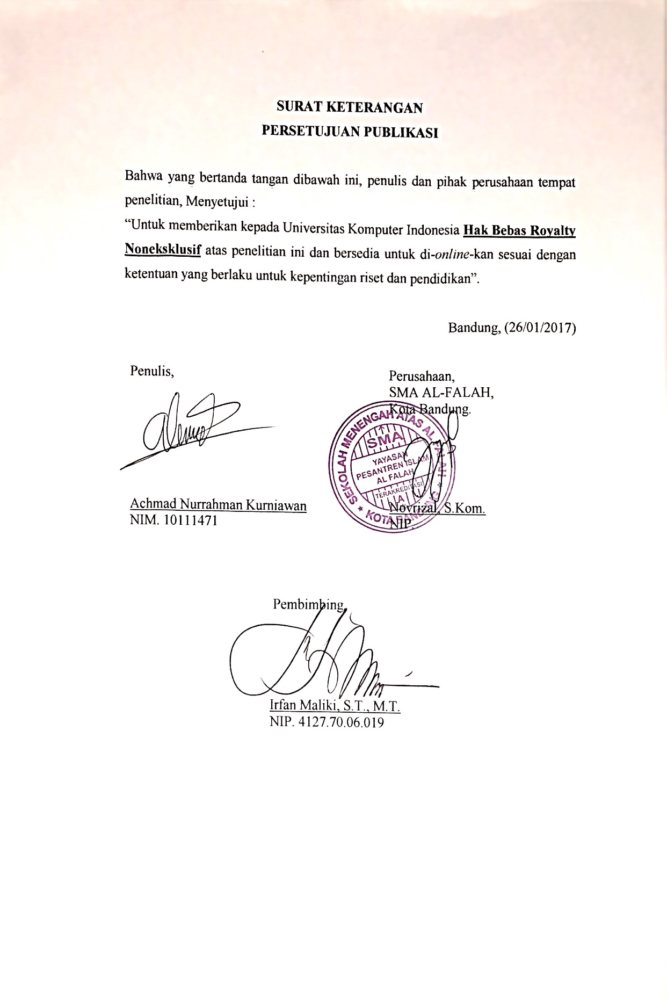 SURAT KETERANGAN
PERSETUJUAN PUBLIKASI
Bahwa yang bertanda tangan dibawah ini, penulis dan pihak perusahaan tempat
penelitian, Menyetujui :
“Untuk memberikan kepada Universitas Komputer Indonesia Hak Bebas Royalty
Noneksklusif atas penelitian ini dan bersedia untuk di-online-kan sesuai dengan
ketentuan yang berlaku untuk kepentingan riset dan pendidikan”.
Bandung, (26/01/2017)
Penulis,
Perusahaan,
SMA AL-FALAH,
Kota Bandung.
SEKOLAH MENENGAH ATAS AL FALAH
SMA
YAYASAN
PESANTREN ISLAM
AL FALAH
TERAKREDITASI
"A"
★ KOTA BANDUNG ★
Achmad Nurrahman Kurniawan
NIM. 10111471
Novrizal, S.Kom.
NIP.
Pembimbing,
Irfan Maliki, S.T., M.T.
NIP. 4127.70.06.019